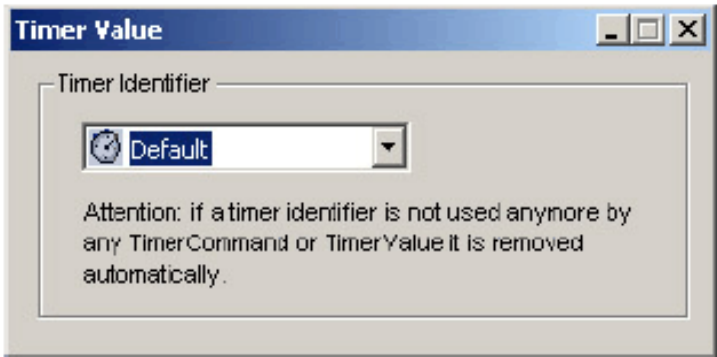 Timer Value
Timer Identifier
Default
Attention: if a timer identifier is not used anymore by
any TimerCommand or TimerValue it is removed
automatically.